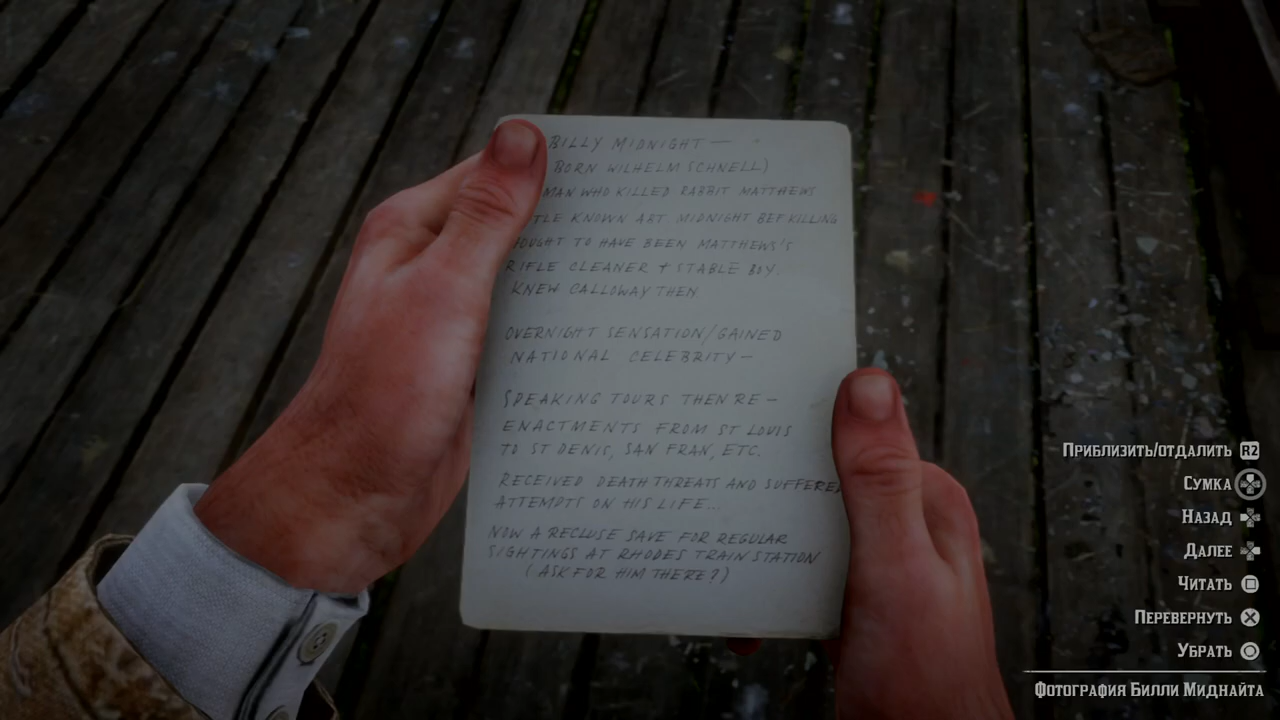 BILLY MIDNIGHT —
BORN WILHELM SCHNELL)
MAN WHO KILLED RABBIT MATTHEWS
TLE KNOWN ABT MIDNIGHT BEF KILLING
OUGHT TO HAVE BEEN MATTHEWS'S
RIFLE CLEANER + STABLE BOY.
KNEW CALLOWAY THEN
OVERNIGHT SENSATION/GAINED
NATIONAL CELEBRITY —
SPEAKING TOURS THEN RE –
ENACTMENTS FROM ST LOUIS
TO ST DENIS, SAN FRAN, ETC.
RECEIVED DEATH THREATS AND SUFFERED
ATTEMPTS ON HIS LIFE...
NOW A RECLUSE SAVE FOR REGULAR
SIGHTINGS AT RHODES TRAIN STATION
(ASK FOR HIM THERE?)
Приблизить/отдалить R2
Сумка
Назад
Далее
Читать
Перевернуть
Убрать
Фотография Билли Миднайта